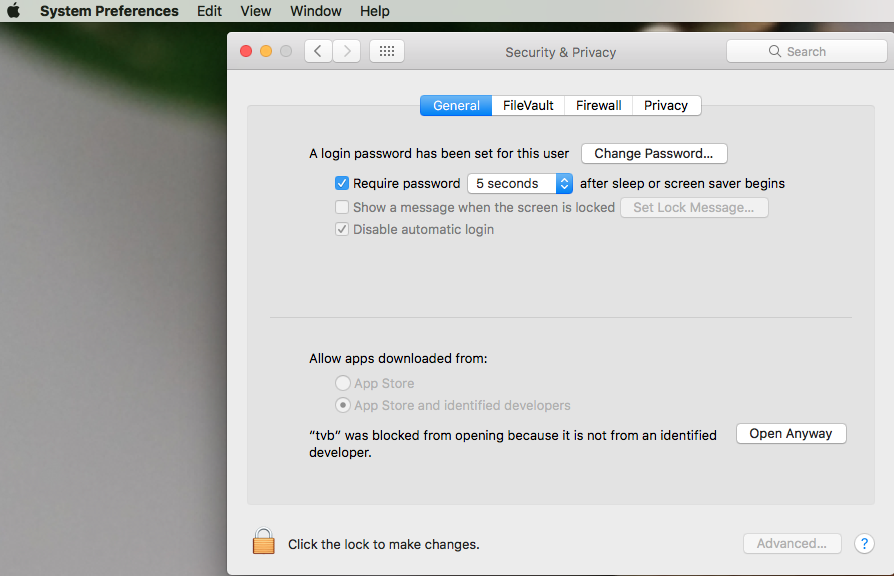 System Preferences Edit View Window Help
Security & Privacy
Search
General FileVault Firewall Privacy
A login password has been set for this user Change Password...
Require password 5 seconds after sleep or screen saver begins
Show a message when the screen is locked Set Lock Message...
Disable automatic login
Allow apps downloaded from:
App Store
App Store and identified developers
“tvb” was blocked from opening because it is not from an identified Open Anyway
developer.
Click the lock to make changes. Advanced... ?